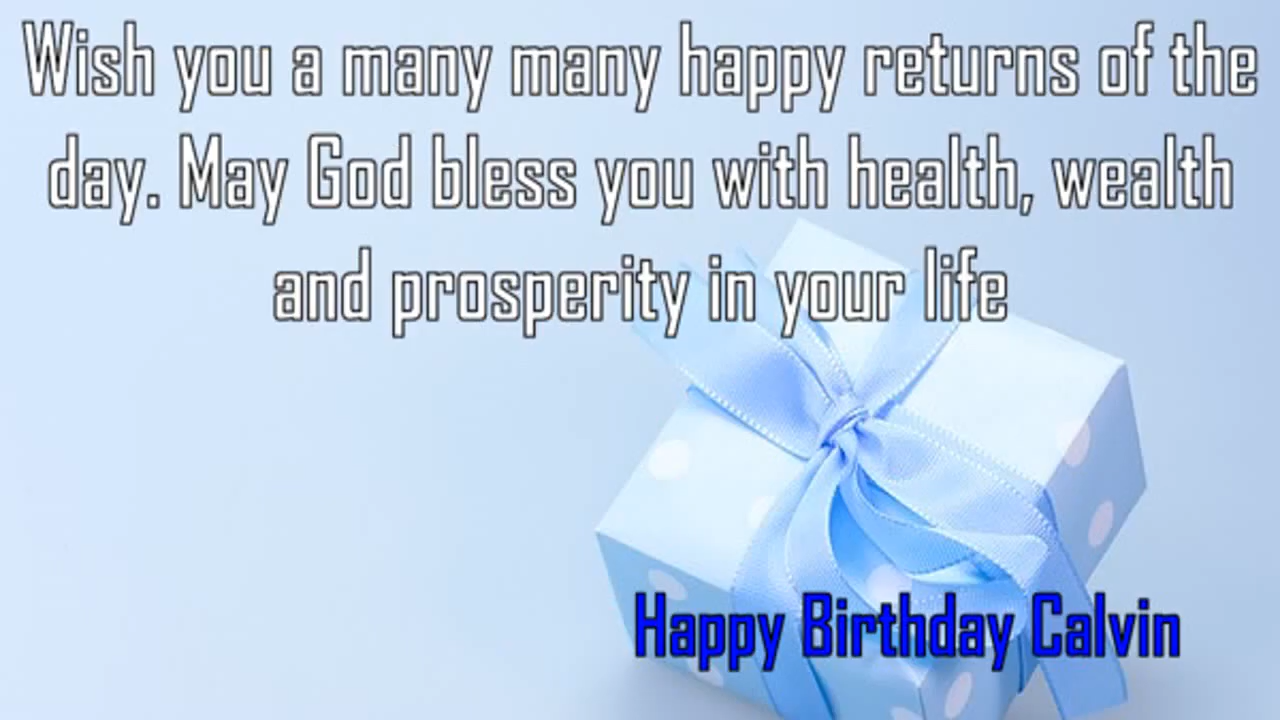 Wish you a many many happy returns of the
day. May God bless you with health, wealth
and prosperity in your life
Happy Birthday Calvin